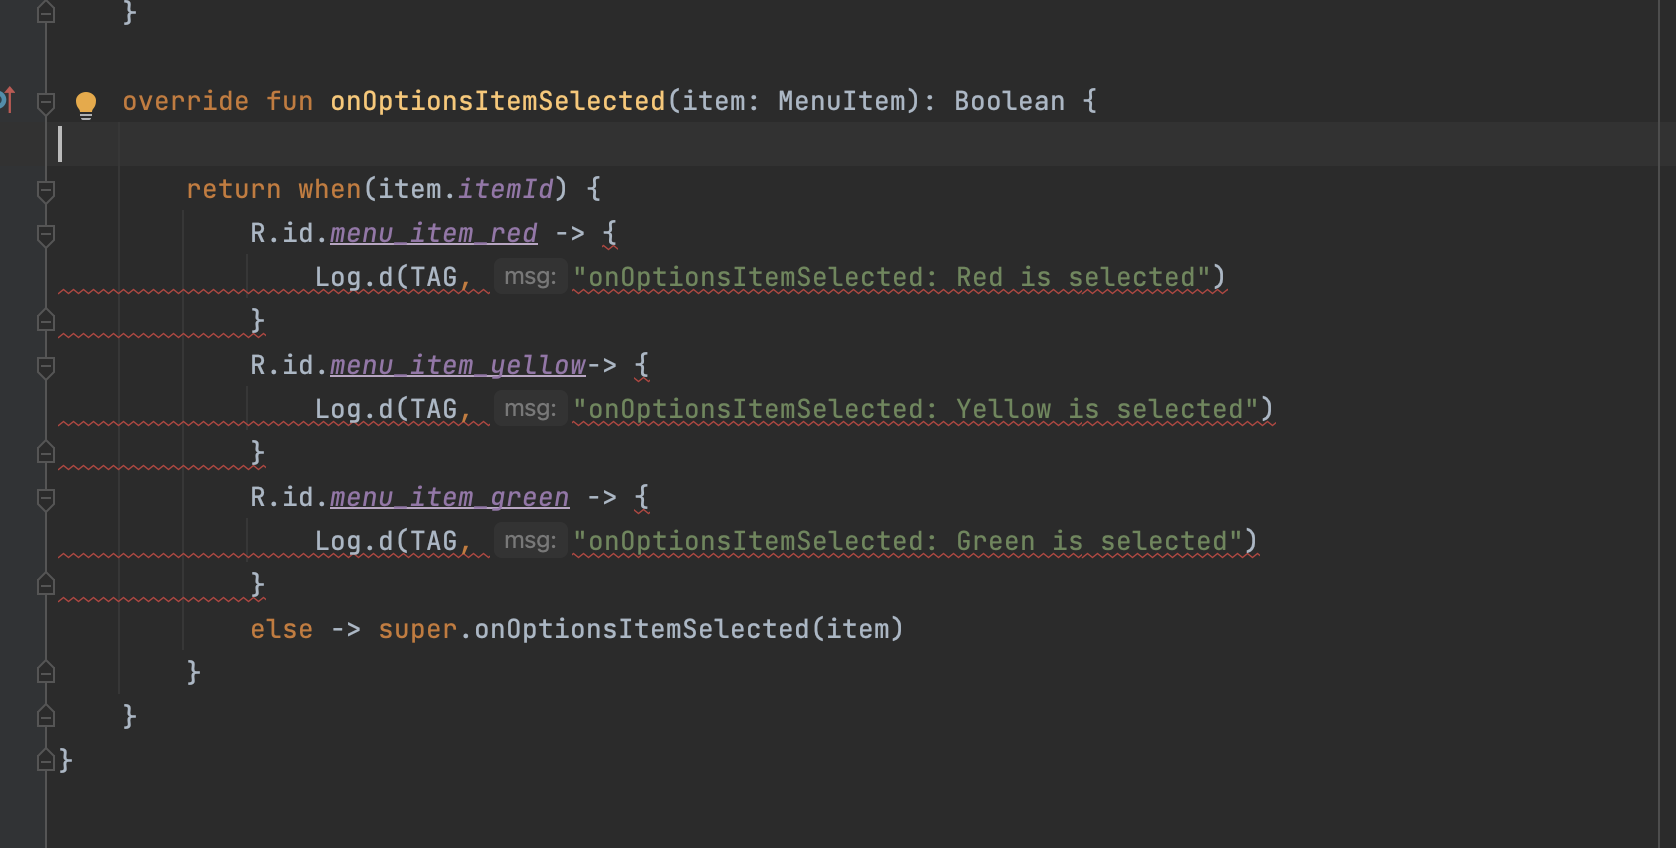 }
override fun onOptionsItemSelected(item: MenuItem): Boolean {
return when(item.itemId) {
R.id.menu_item_red -> {
Log.d(TAG, msg: "onOptionsItemSelected: Red is selected")
}
R.id.menu_item_yellow-> {
Log.d(TAG, msg: "onOptionsItemSelected: Yellow is selected")
}
R.id.menu_item_green -> {
Log.d(TAG, msg: "onOptionsItemSelected: Green is selected")
}
else -> super.onOptionsItemSelected(item)
}
}
}